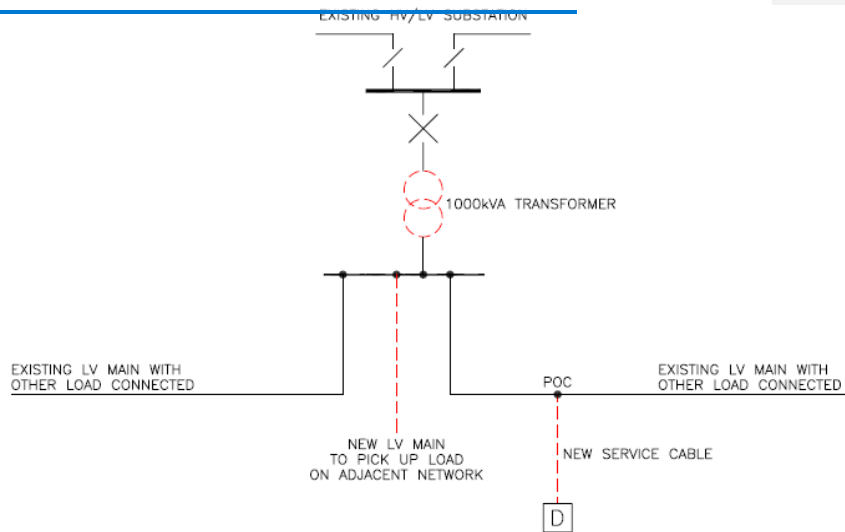 EXISTING HV/LV SUBSTATION
1000kVA TRANSFORMER
EXISTING LV MAIN WITH
OTHER LOAD CONNECTED
POC
EXISTING LV MAIN WITH
OTHER LOAD CONNECTED
NEW LV MAIN
TO PICK UP LOAD
ON ADJACENT NETWORK
NEW SERVICE CABLE
D